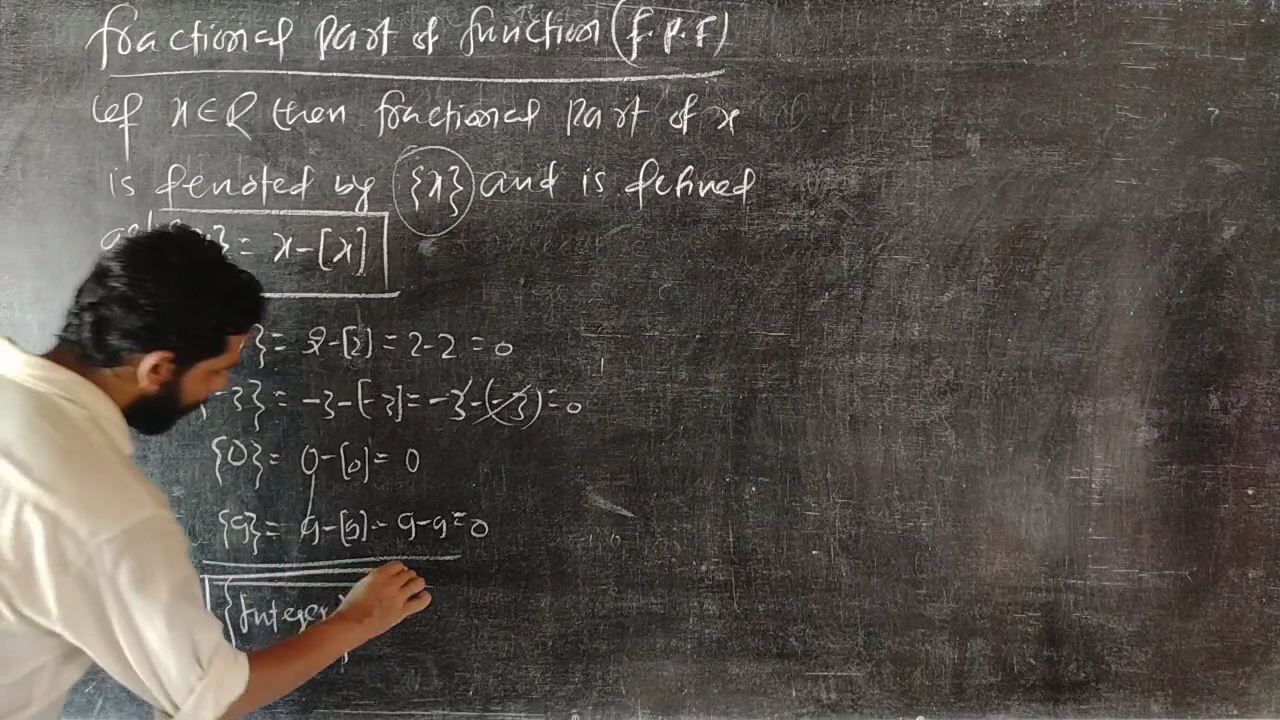 fractional part of function (f.p.f)
Let x∈R then fractional part of x
is denoted by {x} and is defined
as } = x-[x]
} = 2-[2] = 2-2 = 0
-3} = -3-[-3] = -3-(-3) = 0
{0} = 0-[0] = 0
{9} = 9-[9] = 9-9 = 0
{Integer